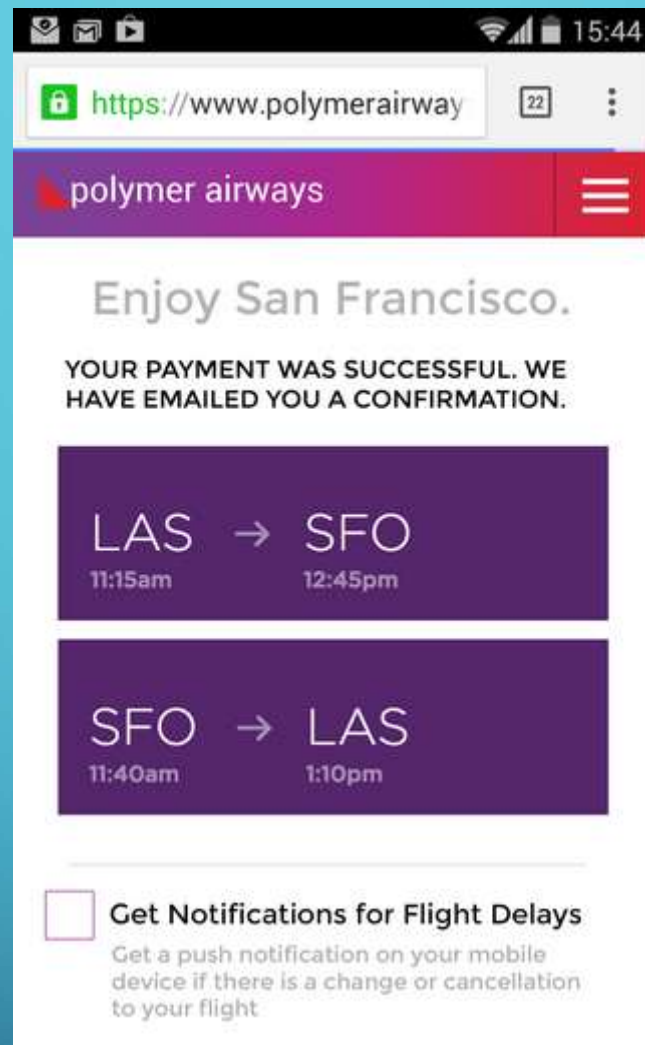 15:44
https://www.polymerairway
22
polymer airways
Enjoy San Francisco.
YOUR PAYMENT WAS SUCCESSFUL. WE
HAVE EMAILED YOU A CONFIRMATION.
LAS → SFO
11:15am 12:45pm
SFO → LAS
11:40am 1:10pm
Get Notifications for Flight Delays
Get a push notification on your mobile
device if there is a change or cancellation
to your flight